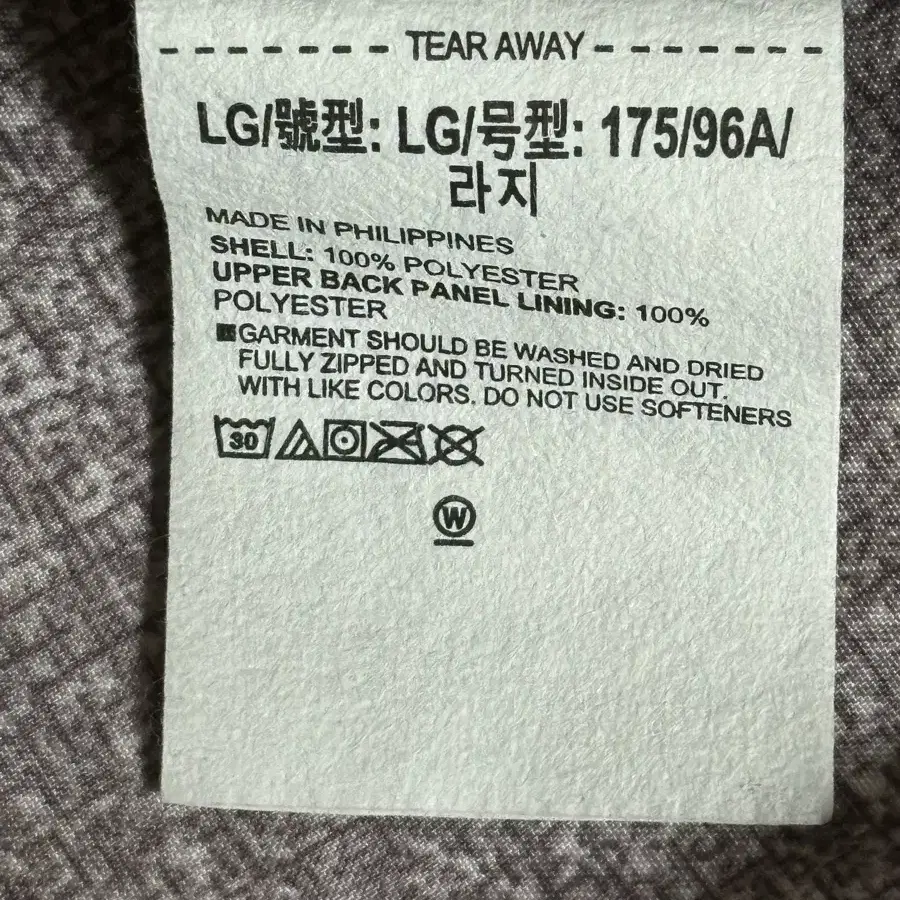 TEAR AWAY
LG/號型: LG/号型: 175/96A/
라지
MADE IN PHILIPPINES
SHELL: 100% POLYESTER
UPPER BACK PANEL LINING: 100%
POLYESTER
GARMENT SHOULD BE WASHED AND DRIED
FULLY ZIPPED AND TURNED INSIDE OUT.
WITH LIKE COLORS. DO NOT USE SOFTENERS
30
W